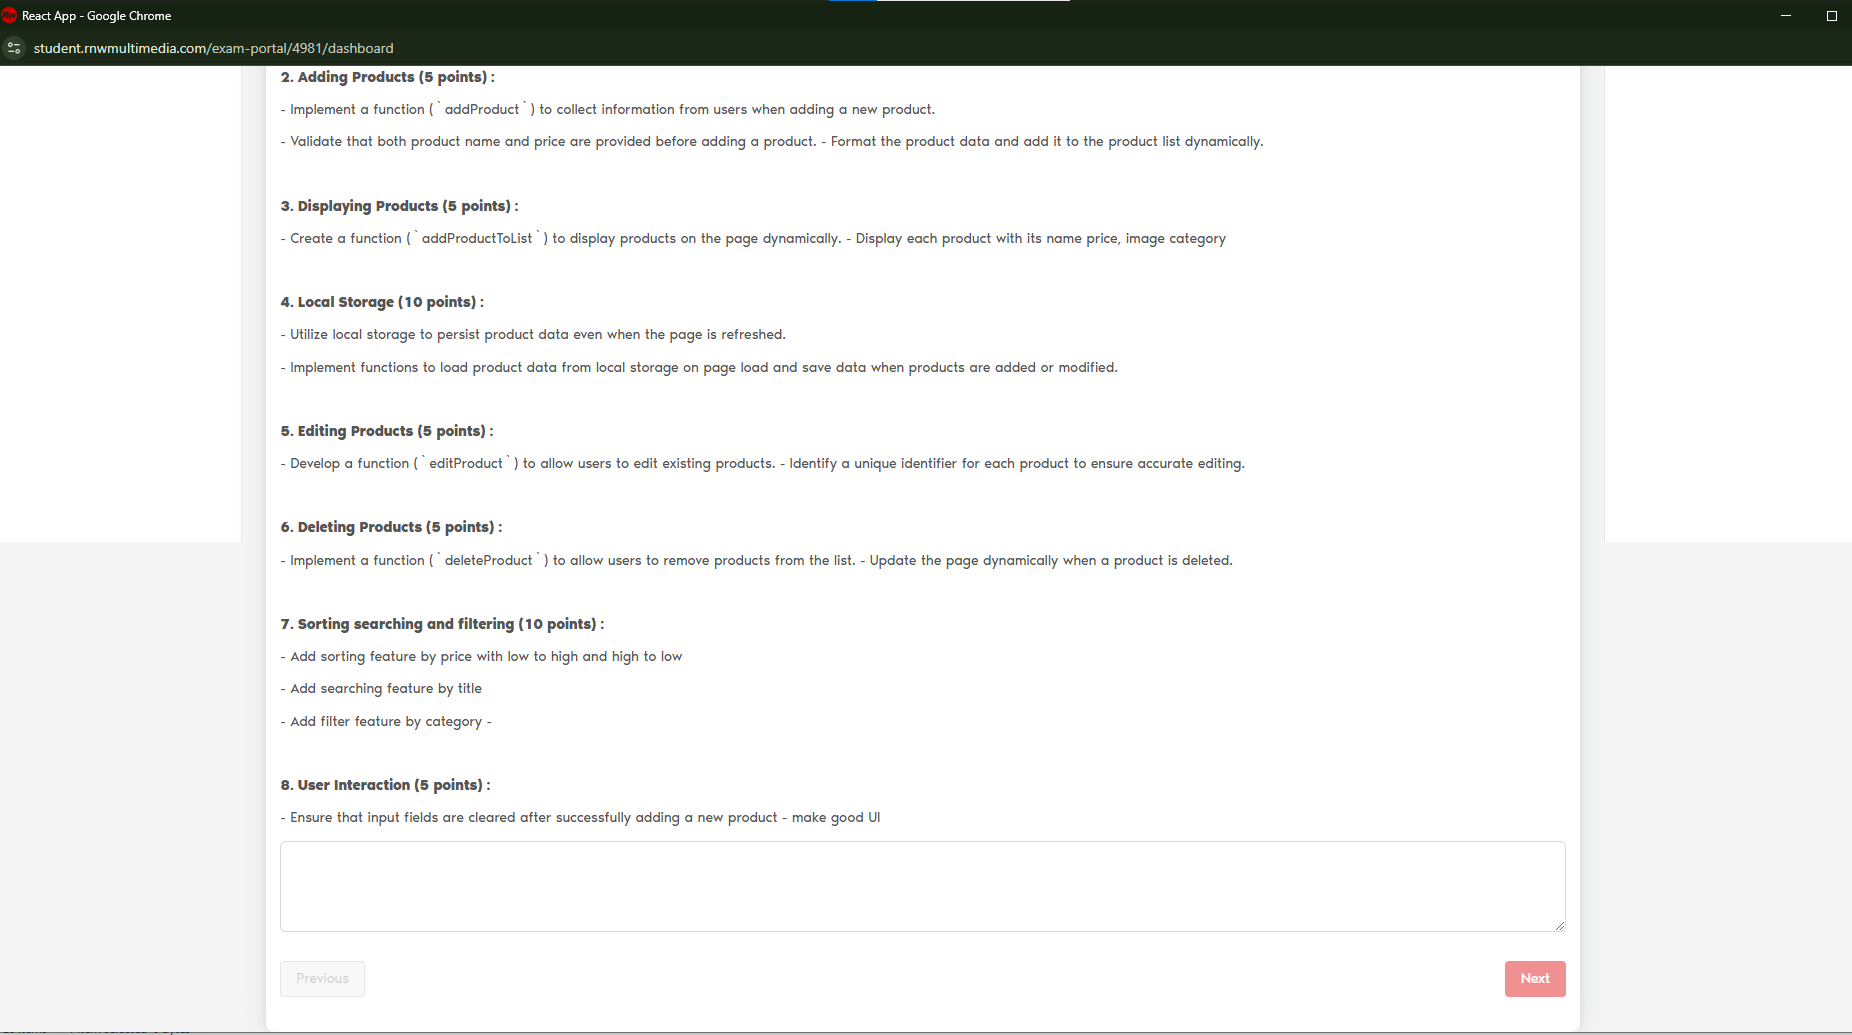 React App - Google Chrome
student.rnwmultimedia.com/exam-portal/4981/dashboard
2. Adding Products (5 points) :
- Implement a function (`addProduct`) to collect information from users when adding a new product.
- Validate that both product name and price are provided before adding a product. - Format the product data and add it to the product list dynamically.
3. Displaying Products (5 points) :
- Create a function (`addProductToList`) to display products on the page dynamically. - Display each product with its name price, image category
4. Local Storage (10 points) :
- Utilize local storage to persist product data even when the page is refreshed.
- Implement functions to load product data from local storage on page load and save data when products are added or modified.
5. Editing Products (5 points) :
- Develop a function (`editProduct`) to allow users to edit existing products. - Identify a unique identifier for each product to ensure accurate editing.
6. Deleting Products (5 points) :
- Implement a function (`deleteProduct`) to allow users to remove products from the list. - Update the page dynamically when a product is deleted.
7. Sorting searching and filtering (10 points) :
- Add sorting feature by price with low to high and high to low
- Add searching feature by title
- Add filter feature by category -
8. User Interaction (5 points) :
- Ensure that input fields are cleared after successfully adding a new product - make good UI
Previous
Next